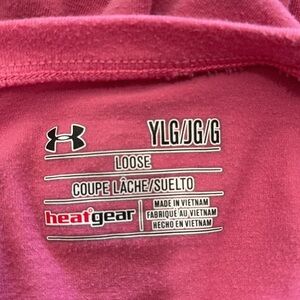 YLG/JG/G
LOOSE
COUPE LÂCHE/SUELTO
heatgear
MADE IN VIETNAM
FABRIQUÉ AU VIETNAM
HECHO EN VIETNAM